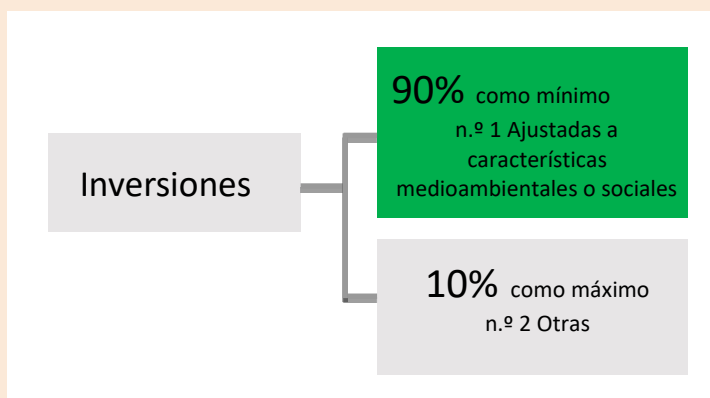 Inversiones
90% como mínimo
n.º 1 Ajustadas a
características
medioambientales o sociales
10% como máximo
n.º 2 Otras